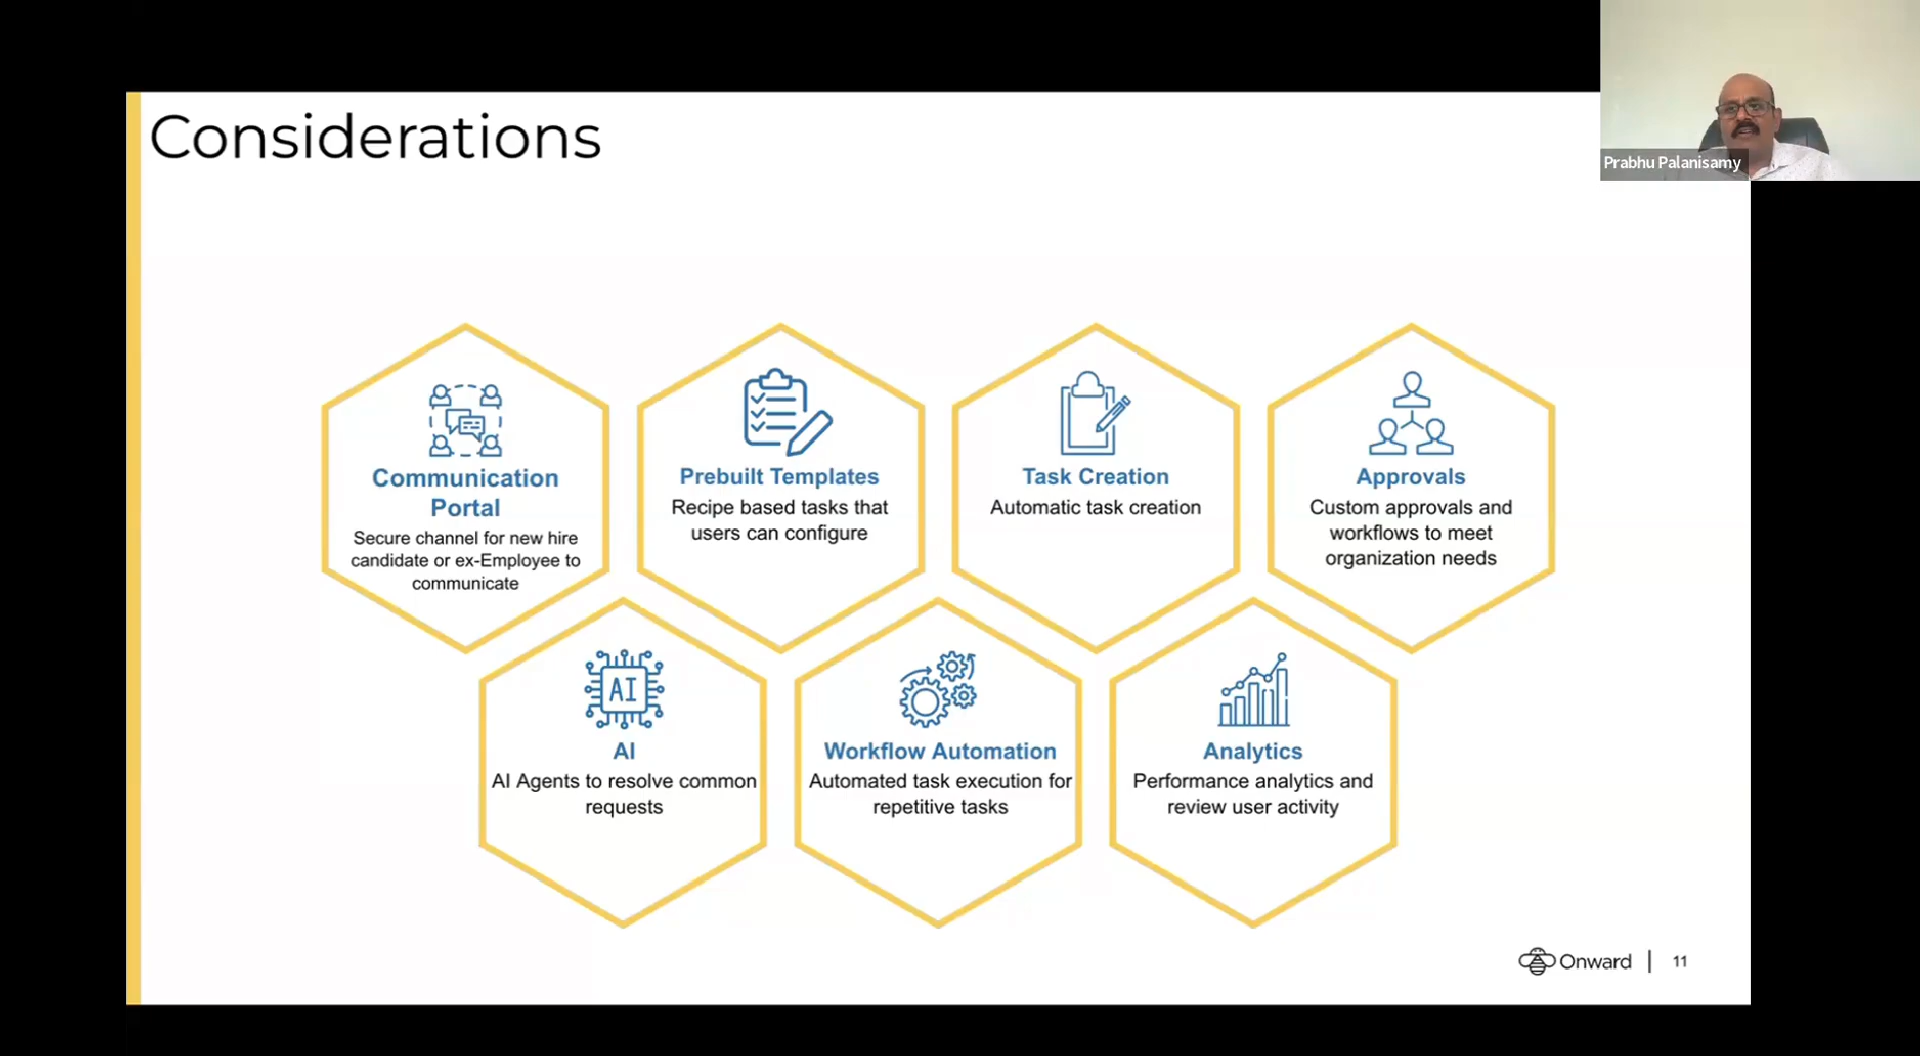 Considerations
Prabhu Palanisamy
Communication
Portal
Secure channel for new hire
candidate or ex-Employee to
communicate
Prebuilt Templates
Recipe based tasks that
users can configure
Task Creation
Automatic task creation
Approvals
Custom approvals and
workflows to meet
organization needs
AI
AI
AI Agents to resolve common
requests
Workflow Automation
Automated task execution for
repetitive tasks
Analytics
Performance analytics and
review user activity
Onward | 11